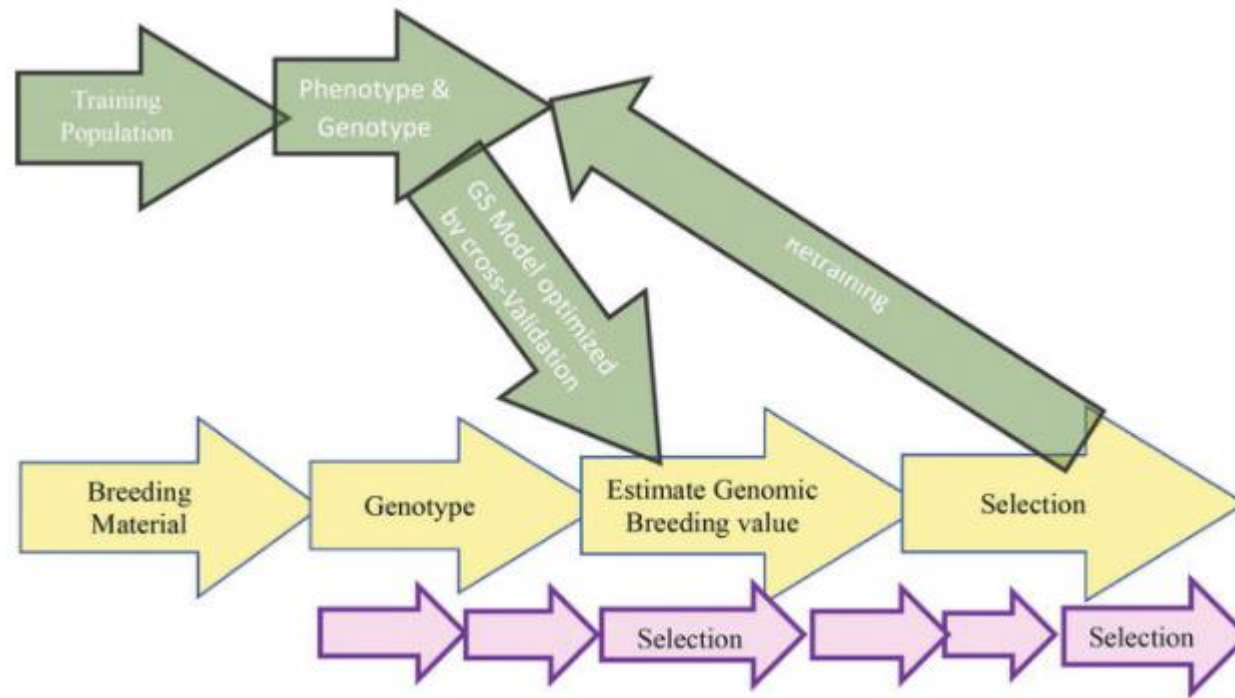 Training
Population
Phenotype &
Genotype
GS Model optimized
by cross-Validation
Retraining
Breeding
Material
Genotype
Estimate Genomic
Breeding value
Selection
Selection
Selection